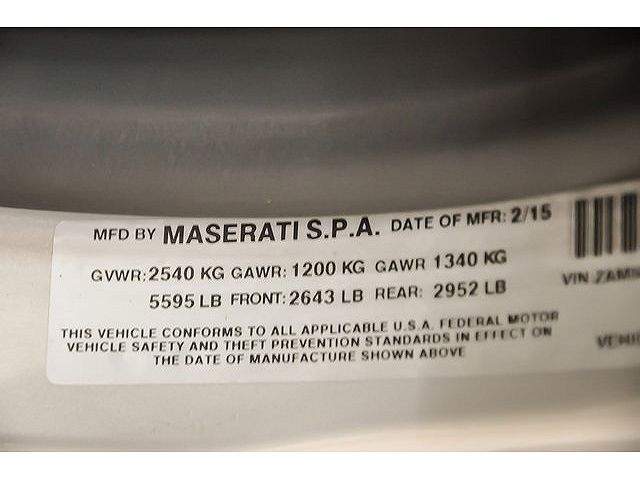 MFD BY MASERATI S.P.A. DATE OF MFR: 2/15
GVWR: 2540 KG GAWR: 1200 KG GAWR 1340 KG
5595 LB FRONT: 2643 LB REAR: 2952 LB
THIS VEHICLE CONFORMS TO ALL APPLICABLE U.S.A. FEDERAL MOTOR
VEHICLE SAFETY AND THEFT PREVENTION STANDARDS IN EFFECT ON
THE DATE OF MANUFACTURE SHOWN ABOVE
VIN